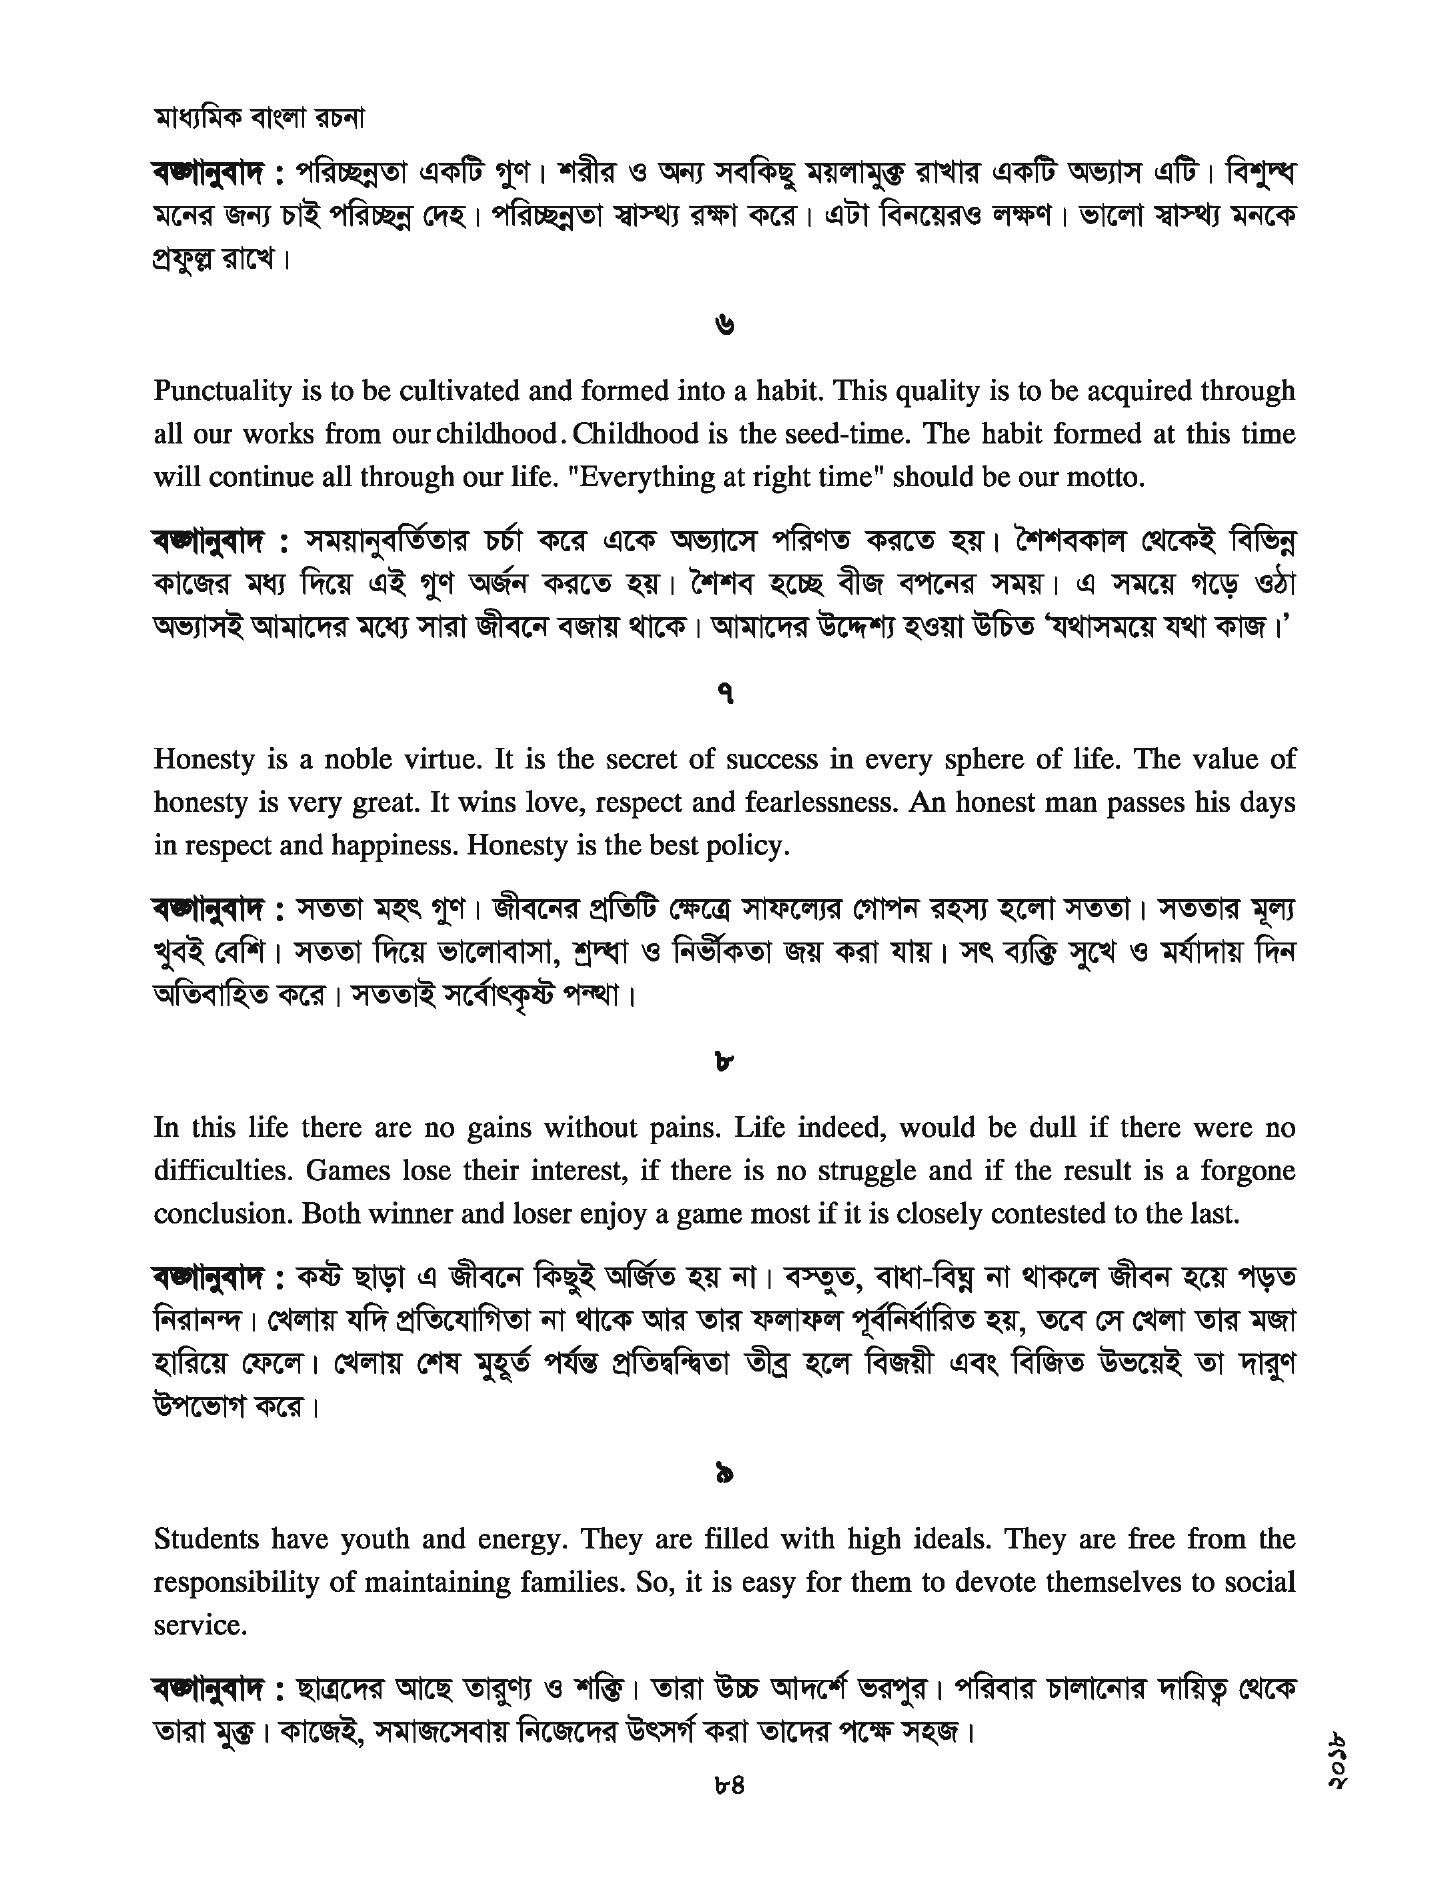 মাধ্যমিক বাংলা রচনা
বঙ্গানুবাদ : পরিচ্ছন্নতা একটি গুণ। শরীর ও অন্য সবকিছু ময়লামুক্ত রাখার একটি অভ্যাস এটি। বিশুদ্ধ
মনের জন্য চাই পরিচ্ছন্ন দেহ। পরিচ্ছন্নতা স্বাস্থ্য রক্ষা করে। এটা বিনয়েরও লক্ষণ। ভালো স্বাস্থ্য মনকে
প্রফুল্ল রাখে।
৬
Punctuality is to be cultivated and formed into a habit. This quality is to be acquired through
all our works from our childhood. Childhood is the seed-time. The habit formed at this time
will continue all through our life. "Everything at right time" should be our motto.
বঙ্গানুবাদ : সময়ানুবর্তিতার চর্চা করে একে অভ্যাসে পরিণত করতে হয়। শৈশবকাল থেকেই বিভিন্ন
কাজের মধ্য দিয়ে এই গুণ অর্জন করতে হয়। শৈশব হচ্ছে বীজ বপনের সময়। এ সময়ে গড়ে ওঠা
অভ্যাসই আমাদের মধ্যে সারা জীবনে বজায় থাকে। আমাদের উদ্দেশ্য হওয়া উচিত ‘যথাসময়ে যথা কাজ।’
৭
Honesty is a noble virtue. It is the secret of success in every sphere of life. The value of
honesty is very great. It wins love, respect and fearlessness. An honest man passes his days
in respect and happiness. Honesty is the best policy.
বঙ্গানুবাদ : সততা মহৎ গুণ। জীবনের প্রতিটি ক্ষেত্রে সাফল্যের গোপন রহস্য হলো সততা। সততার মূল্য
খুবই বেশি। সততা দিয়ে ভালোবাসা, শ্রদ্ধা ও নির্ভীকতা জয় করা যায়। সৎ ব্যক্তি সুখে ও মর্যাদায় দিন
অতিবাহিত করে। সততাই সর্বোৎকৃষ্ট পন্থা।
৮
In this life there are no gains without pains. Life indeed, would be dull if there were no
difficulties. Games lose their interest, if there is no struggle and if the result is a forgone
conclusion. Both winner and loser enjoy a game most if it is closely contested to the last.
বঙ্গানুবাদ : কষ্ট ছাড়া এ জীবনে কিছুই অর্জিত হয় না। বস্তুত, বাধা-বিঘ্ন না থাকলে জীবন হয়ে পড়ত
নিরানন্দ। খেলায় যদি প্রতিযোগিতা না থাকে আর তার ফলাফল পূর্বনির্ধারিত হয়, তবে সে খেলা তার মজা
হারিয়ে ফেলে। খেলায় শেষ মুহূর্ত পর্যন্ত প্রতিদ্বন্দ্বিতা তীব্র হলে বিজয়ী এবং বিজিত উভয়েই তা দারুণ
উপভোগ করে।
৯
Students have youth and energy. They are filled with high ideals. They are free from the
responsibility of maintaining families. So, it is easy for them to devote themselves to social
service.
বঙ্গানুবাদ : ছাত্রদের আছে তারুণ্য ও শক্তি। তারা উচ্চ আদর্শে ভরপুর। পরিবার চালানোর দায়িত্ব থেকে
তারা মুক্ত। কাজেই, সমাজসেবায় নিজেদের উৎসর্গ করা তাদের পক্ষে সহজ।
৮৪
২০১৮